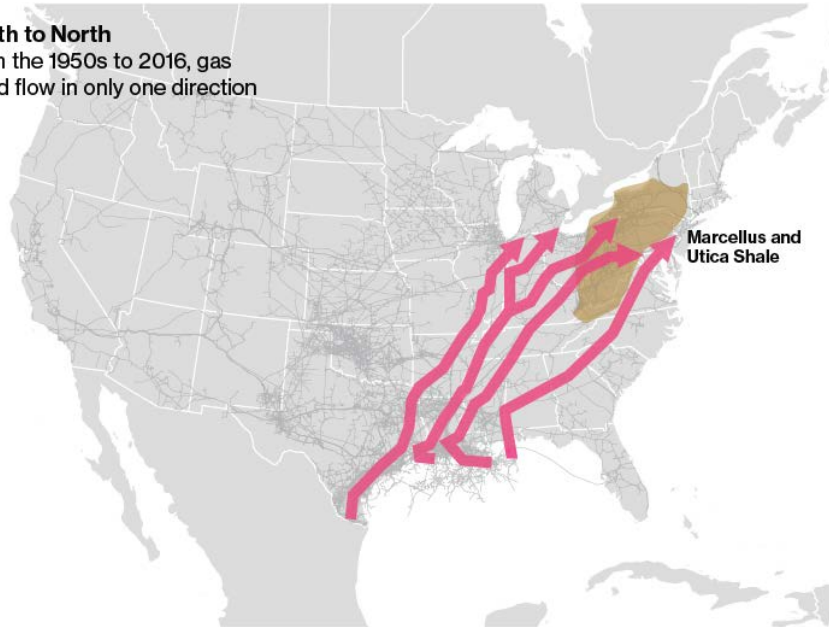 th to North
n the 1950s to 2016, gas
d flow in only one direction
Marcellus and
Utica Shale